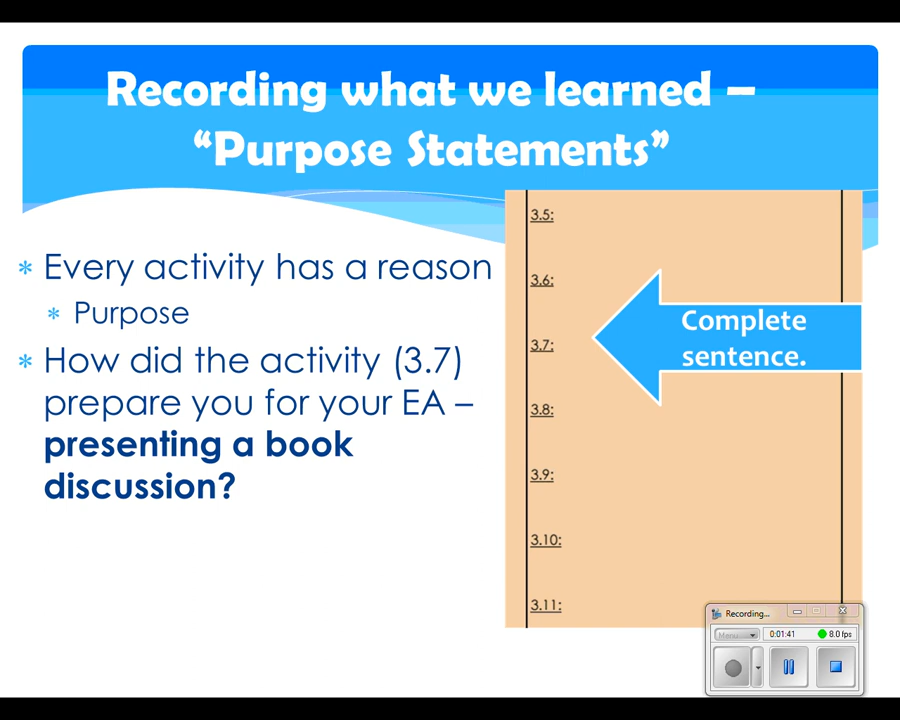 Recording what we learned –
“Purpose Statements”
Every activity has a reason
Purpose
How did the activity (3.7)
prepare you for your EA –
presenting a book
discussion?
3.5:
3.6:
3.7:
3.8:
3.9:
3.10:
3.11:
Complete
sentence.
Recording...
Menu...
0:01:41
8.0 fps